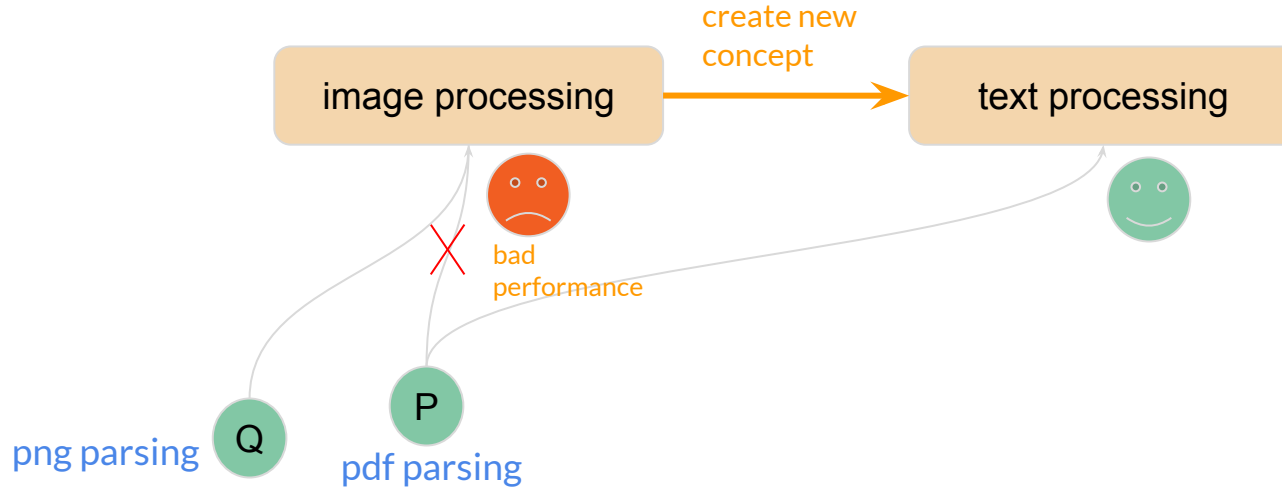 create new
concept
image processing
text processing
bad
performance
P
Q
png parsing
pdf parsing